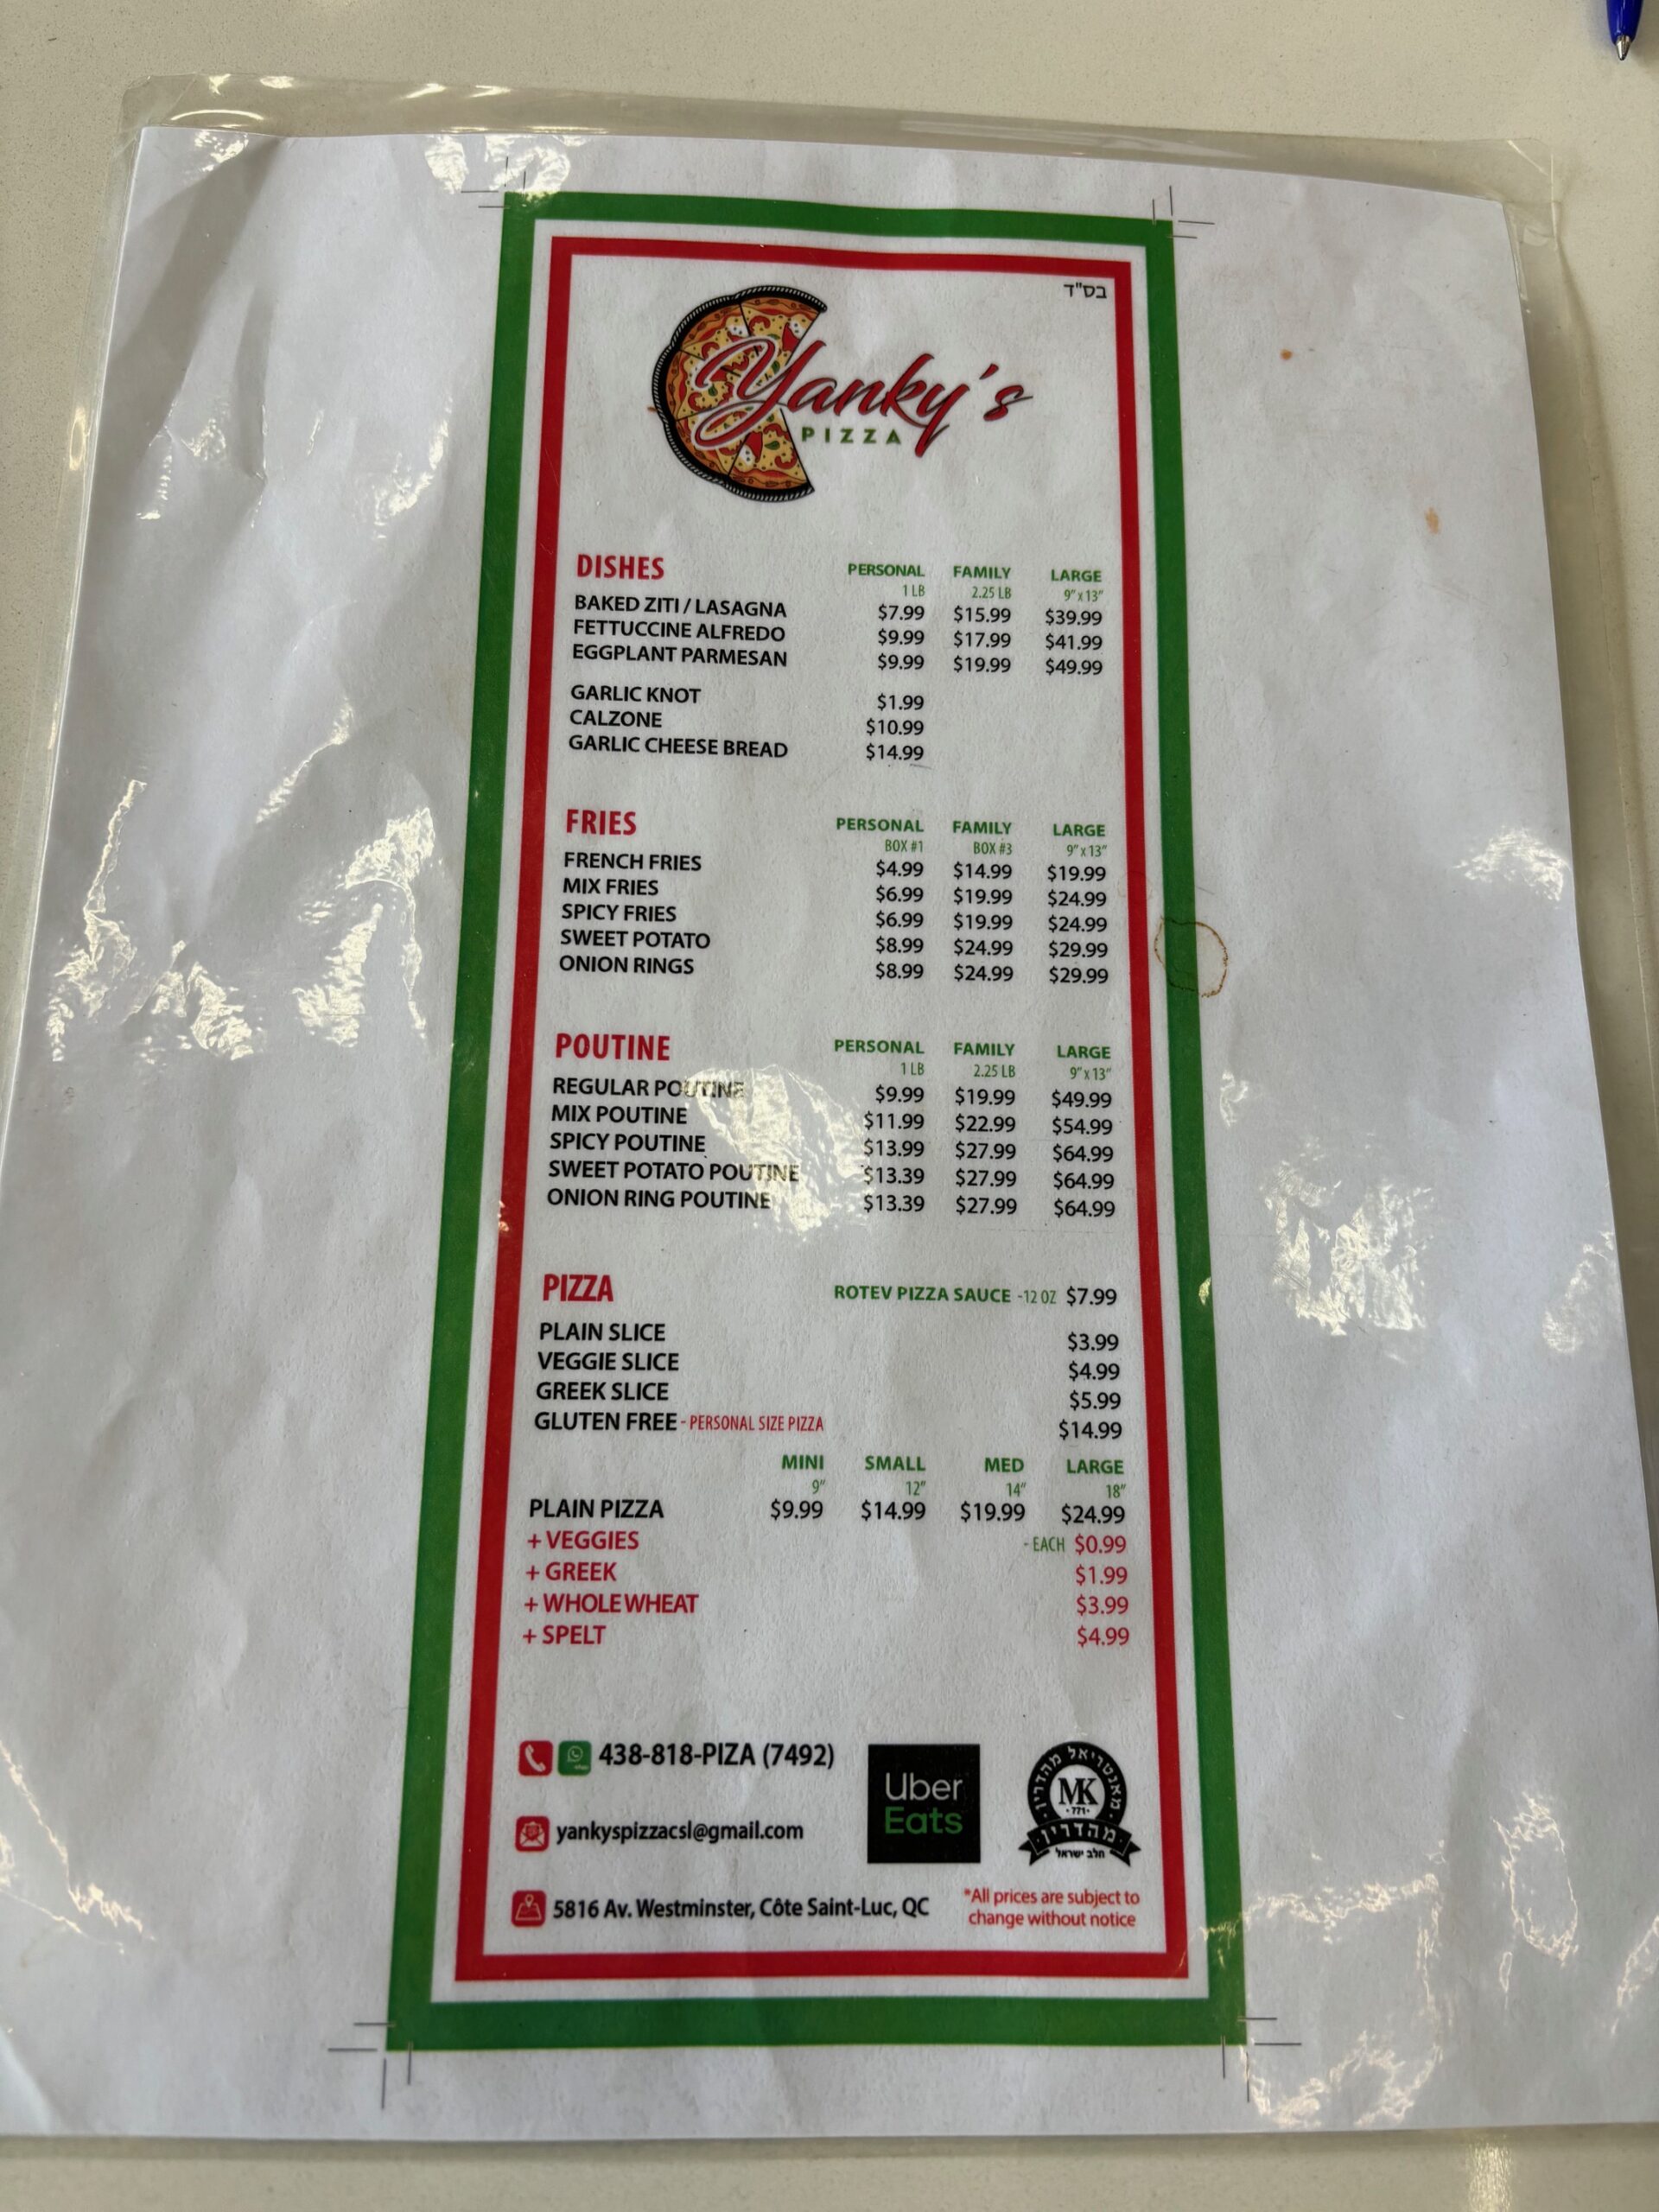 בס"ד
Yanky's
PIZZA
DISHES PERSONAL FAMILY LARGE
1 LB 2.25 LB 9" x 13"
BAKED ZITI / LASAGNA $7.99 $15.99 $39.99
FETTUCCINE ALFREDO $9.99 $17.99 $41.99
EGGPLANT PARMESAN $9.99 $19.99 $49.99
GARLIC KNOT $1.99
CALZONE $10.99
GARLIC CHEESE BREAD $14.99
FRIES PERSONAL FAMILY LARGE
BOX #1 BOX #3 9" x 13"
FRENCH FRIES $4.99 $14.99 $19.99
MIX FRIES $6.99 $19.99 $24.99
SPICY FRIES $6.99 $19.99 $24.99
SWEET POTATO $8.99 $24.99 $29.99
ONION RINGS $8.99 $24.99 $29.99
POUTINE PERSONAL FAMILY LARGE
1 LB 2.25 LB 9" x 13"
REGULAR POUTINE $9.99 $19.99 $49.99
MIX POUTINE $11.99 $22.99 $54.99
SPICY POUTINE $13.99 $27.99 $64.99
SWEET POTATO POUTINE $13.39 $27.99 $64.99
ONION RING POUTINE $13.39 $27.99 $64.99
PIZZA ROTEV PIZZA SAUCE -12 OZ $7.99
PLAIN SLICE $3.99
VEGGIE SLICE $4.99
GREEK SLICE $5.99
GLUTEN FREE - PERSONAL SIZE PIZZA $14.99
MINI SMALL MED LARGE
9" 12" 14" 18"
PLAIN PIZZA $9.99 $14.99 $19.99 $24.99
+ VEGGIES - EACH $0.99
+ GREEK $1.99
+ WHOLE WHEAT $3.99
+ SPELT $4.99
438-818-PIZA (7492)
Uber
Eats
מאנטריאל מהדרין
MK
·771·
מהדרין
חלב ישראל
yankyspizzacsl@gmail.com
5816 Av. Westminster, Côte Saint-Luc, QC
*All prices are subject to
change without notice